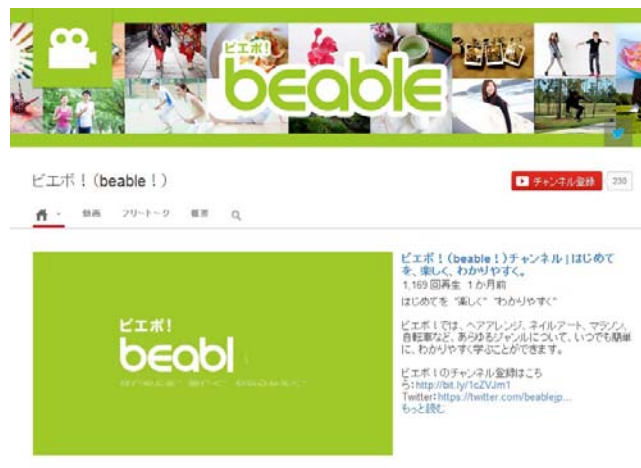 ビエボ!
beable
ビエボ！(beable！)
チャンネル登録
230
動画 フリートーク 概要
ビエボ！(beable！)チャンネル | はじめて
を、楽しく、わかりやすく。
1,169 回再生 1 か月前
はじめてを “楽しく” “わかりやすく”
ビエボ！では、ヘアアレンジ、ネイルアート、マラソン、
自転車など、あらゆるジャンルについて、いつでも簡単
に、わかりやすく学ぶことができます。
ビエボ！のチャンネル登録はこち
ら：http://bit.ly/1cZVJm1
Twitter：https://twitter.com/beablejp...
もっと読む
ビエボ!
beabl